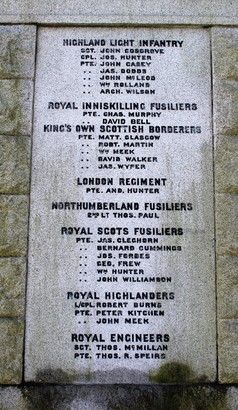 HIGHLAND LIGHT INFANTRY
SGT. JOHN COSGROVE
CPL. JOS. HUNTER
PTE. JOHN CASEY
,, JAS. DODDS
,, JOHN McLEOD
,, WM ROLLAND
,, ARCH. WILSON
ROYAL INNISKILLING FUSILIERS
PTE. CHAS. MURPHY
,, DAVID BELL
KING'S OWN SCOTTISH BORDERERS
PTE. MATT. GLASGOW
,, ROBT. MARTIN
,, WM MEEK
,, DAVID WALKER
,, JAS. WYPER
LONDON REGIMENT
PTE. AND. HUNTER
NORTHUMBERLAND FUSILIERS
2ND LT THOS. PAUL
ROYAL SCOTS FUSILIERS
PTE. JAS. CLEGHORN
,, BERNARD CUMMINGS
,, JOS. FORBES
,, GEO. FREW
,, WM HUNTER
,, JOHN WILLIAMSON
ROYAL HIGHLANDERS
L/CPL. ROBERT BURNS
PTE. PETER KITCHEN
,, JOHN MEEK
ROYAL ENGINEERS
SGT. THOS. McMILLAN
PTE. THOS. R. SPEIRS